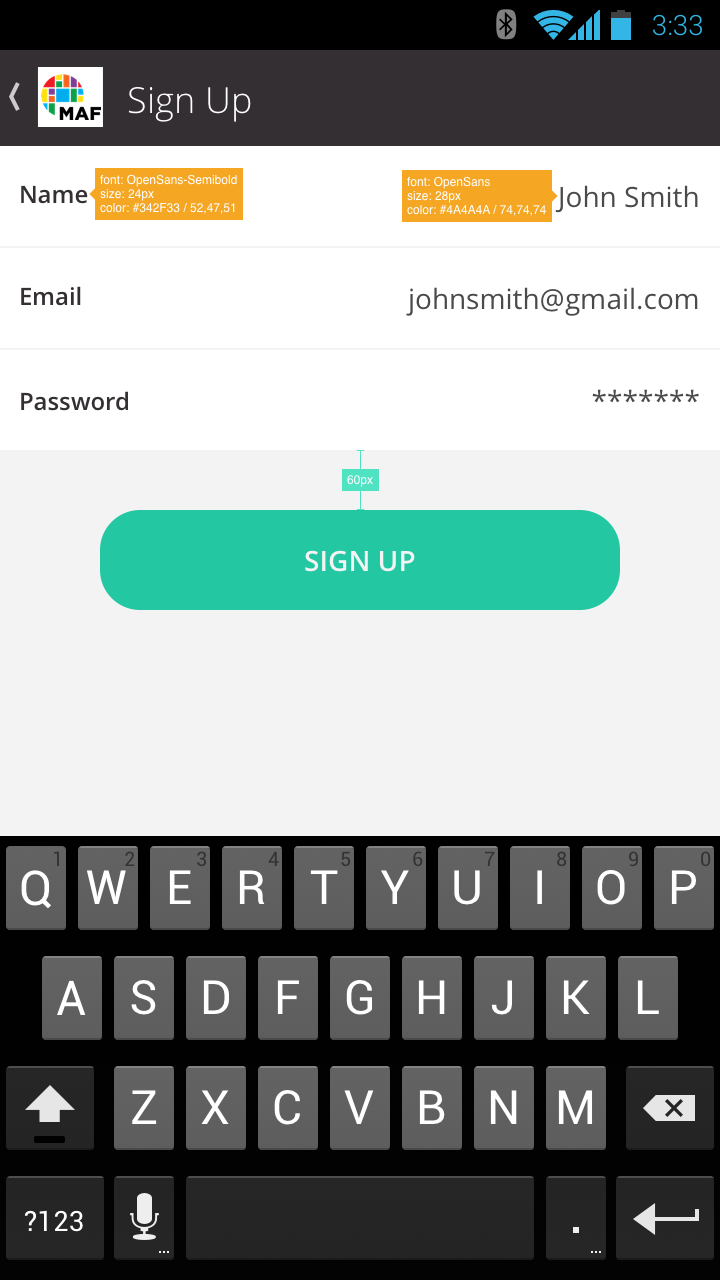 3:33
MAF
Sign Up
Name
font: OpenSans-Semibold
size: 24px
color: #342F33 / 52,47,51
font: OpenSans
size: 28px
color: #4A4A4A / 74,74,74
John Smith
Email
johnsmith@gmail.com
Password
*******
60px
SIGN UP
1 2 3 4 5 6 7 8 9 0
Q W E R T Y U I O P
A S D F G H J K L
Z X C V B N M
?123 ... . ...